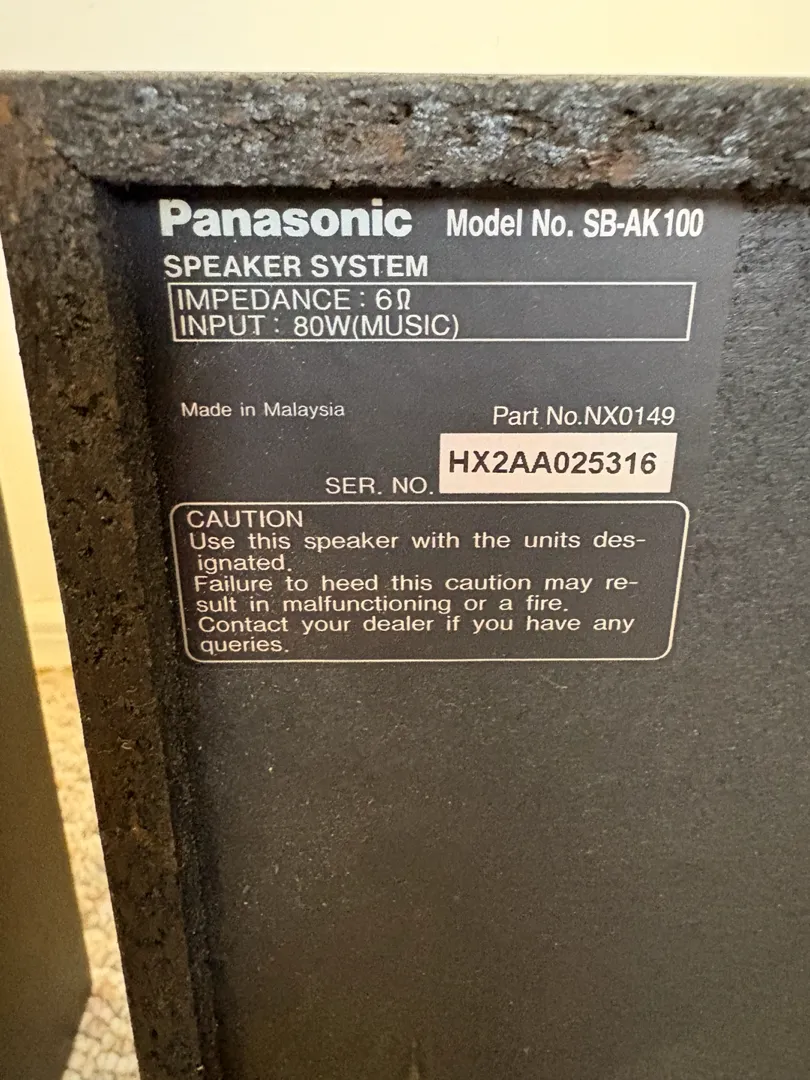 Panasonic Model No. SB-AK100
SPEAKER SYSTEM
IMPEDANCE : 6Ω
INPUT : 80W(MUSIC)
Made in Malaysia Part No.NX0149
SER. NO. HX2AA025316
CAUTION
Use this speaker with the units des-
ignated.
Failure to heed this caution may re-
sult in malfunctioning or a fire.
Contact your dealer if you have any
queries.